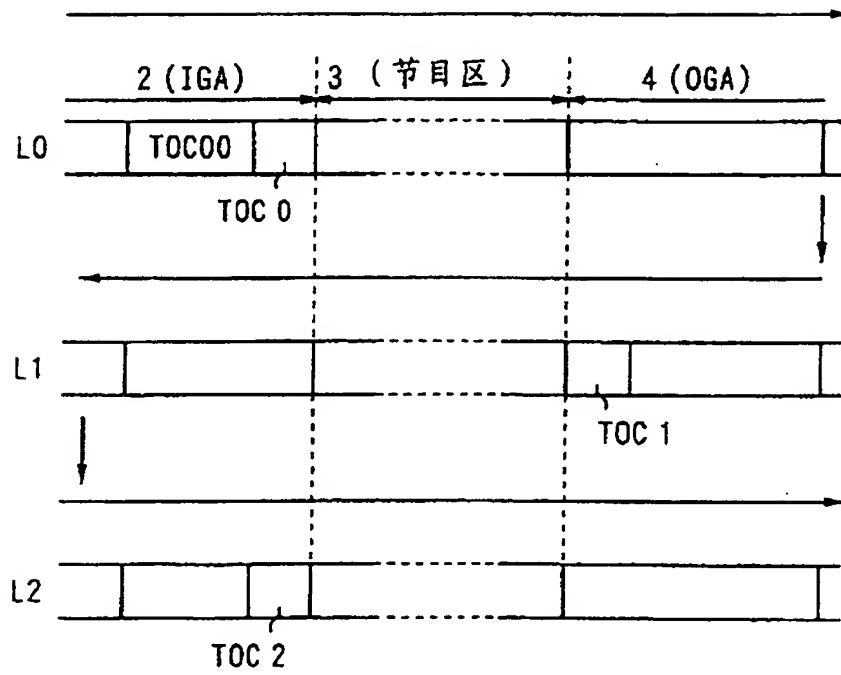 2 (IGA) 3 (节目区) 4 (OGA)
L0 TOC00
TOC 0
L1
TOC 1
L2
TOC 2